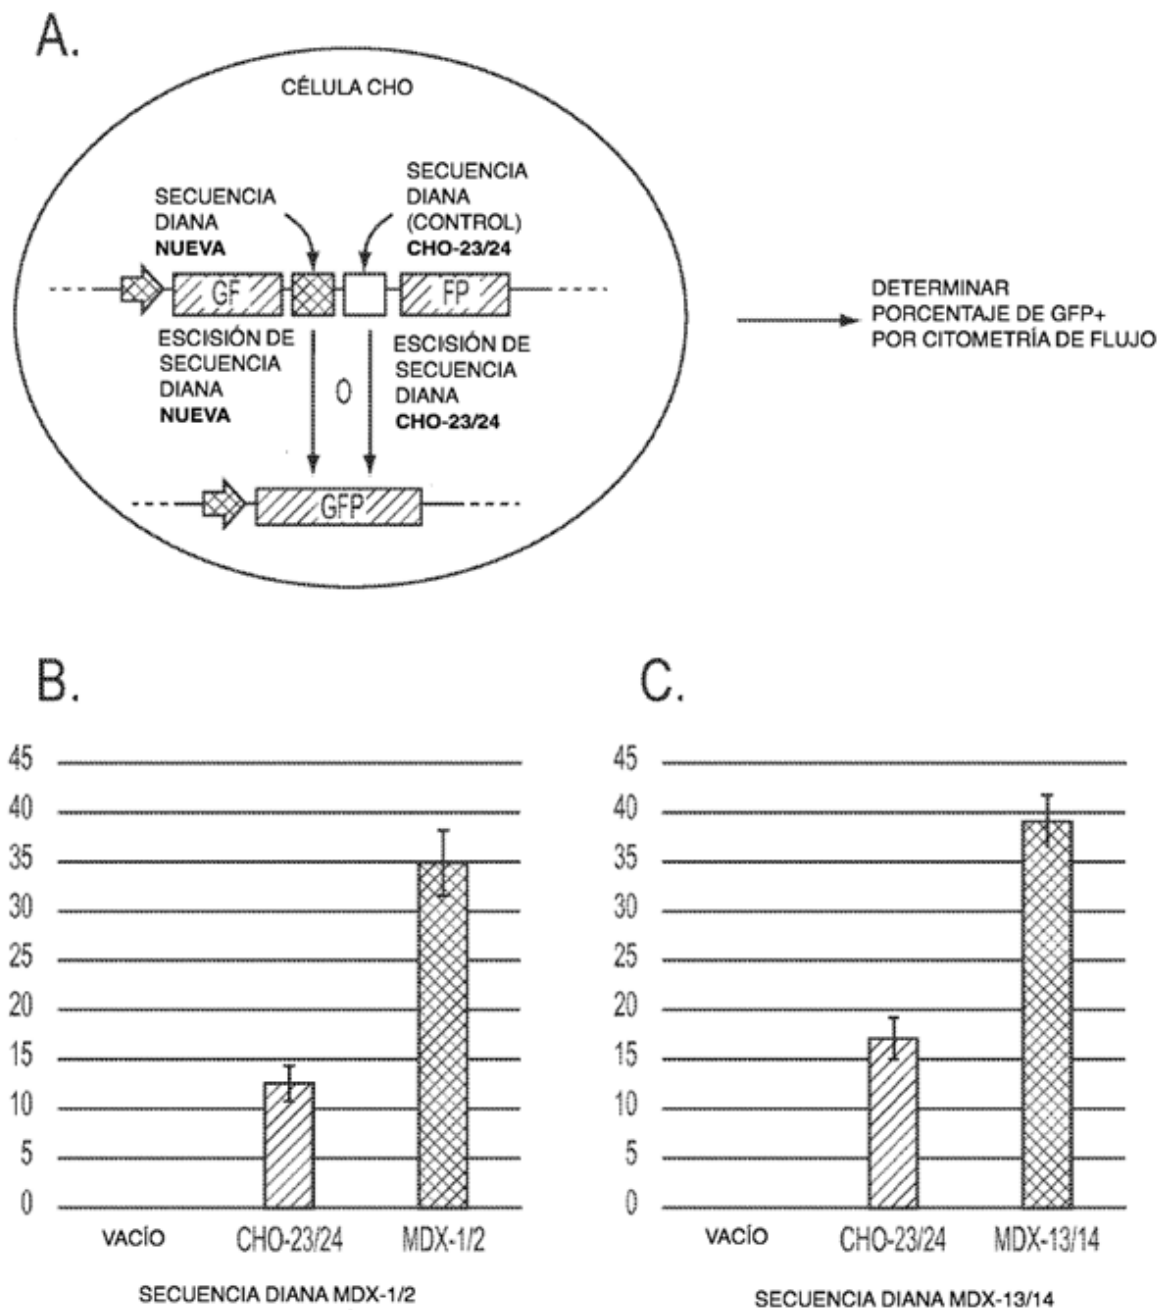 A.
CÉLULA CHO
SECUENCIA
DIANA
NUEVA
SECUENCIA
DIANA
(CONTROL)
CHO-23/24
GF
FP
ESCISIÓN DE
SECUENCIA
DIANA
NUEVA
O
ESCISIÓN DE
SECUENCIA
DIANA
CHO-23/24
GFP
DETERMINAR
PORCENTAJE DE GFP+
POR CITOMETRÍA DE FLUJO
B.
45
40
35
30
25
20
15
10
5
0
VACÍO
CHO-23/24
MDX-1/2
SECUENCIA DIANA MDX-1/2
C.
45
40
35
30
25
20
15
10
5
0
VACÍO
CHO-23/24
MDX-13/14
SECUENCIA DIANA MDX-13/14